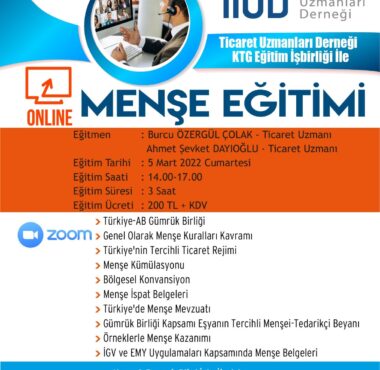 Uzmanları
Derneği
Ticaret Uzmanları Derneği
KTG Eğitim İşbirliği İle
ONLINE
MENŞE EĞİTİMİ
Eğitmen : Burcu ÖZERGÜL ÇOLAK - Ticaret Uzmanı
Ahmet Şevket DAYIOĞLU - Ticaret Uzmanı
Eğitim Tarihi : 5 Mart 2022 Cumartesi
Eğitim Saati : 14.00-17.00
Eğitim Süresi : 3 Saat
Eğitim Ücreti : 200 TL + KDV
zoom
Türkiye-AB Gümrük Birliği
Genel Olarak Menşe Kuralları Kavramı
Türkiye'nin Tercihli Ticaret Rejimi
Menşe Kümülasyonu
Bölgesel Konvansiyon
Menşe İspat Belgeleri
Türkiye'de Menşe Mevzuatı
Gümrük Birliği Kapsamı Eşyanın Tercihli Menşei-Tedarikçi Beyanı
Örneklerle Menşe Kazanımı
İGV ve EMY Uygulamaları Kapsamında Menşe Belgeleri